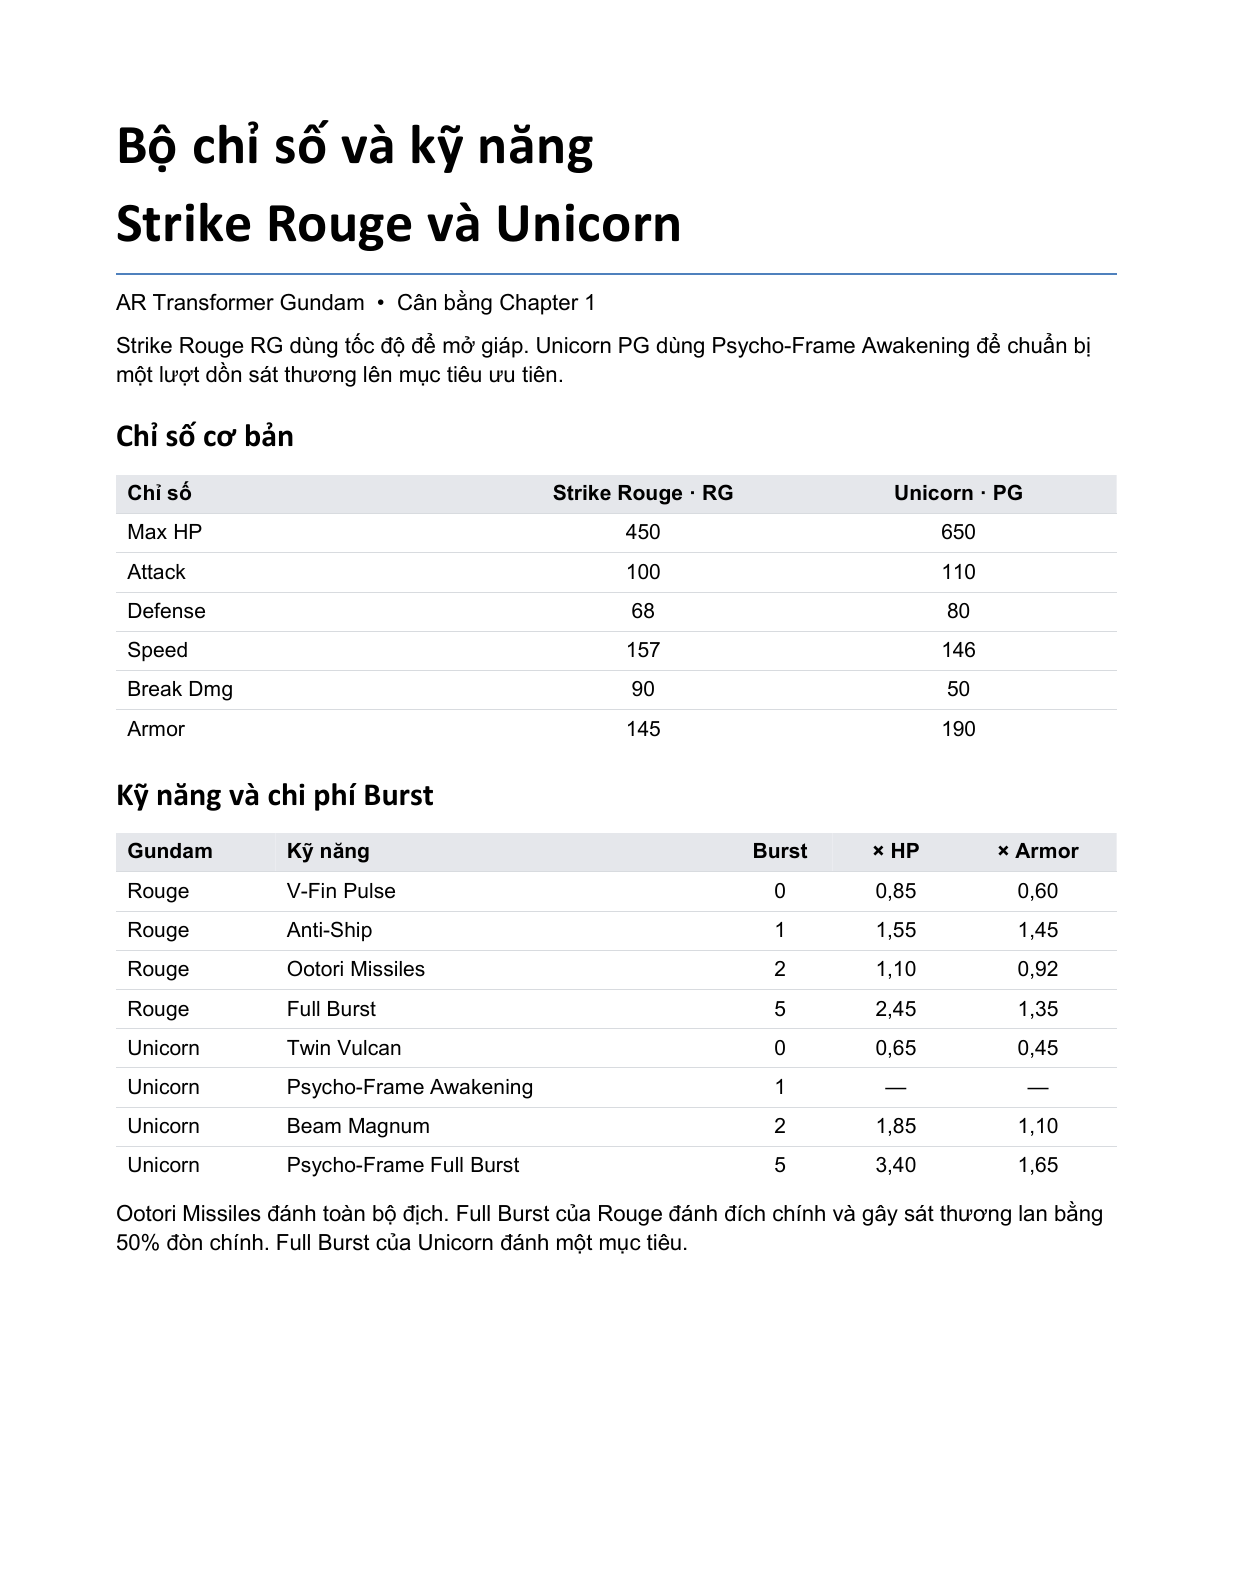 Bộ chỉ số và kỹ năng
Strike Rouge và Unicorn
AR Transformer Gundam • Cân bằng Chapter 1
Strike Rouge RG dùng tốc độ để mở giáp. Unicorn PG dùng Psycho-Frame Awakening để chuẩn bị
một lượt dồn sát thương lên mục tiêu ưu tiên.
Chỉ số cơ bản
Chỉ số Strike Rouge · RG Unicorn · PG
Max HP 450 650
Attack 100 110
Defense 68 80
Speed 157 146
Break Dmg 90 50
Armor 145 190
Kỹ năng và chi phí Burst
Gundam Kỹ năng Burst × HP × Armor
Rouge V-Fin Pulse 0 0,85 0,60
Rouge Anti-Ship 1 1,55 1,45
Rouge Ootori Missiles 2 1,10 0,92
Rouge Full Burst 5 2,45 1,35
Unicorn Twin Vulcan 0 0,65 0,45
Unicorn Psycho-Frame Awakening 1 — —
Unicorn Beam Magnum 2 1,85 1,10
Unicorn Psycho-Frame Full Burst 5 3,40 1,65
Ootori Missiles đánh toàn bộ địch. Full Burst của Rouge đánh đích chính và gây sát thương lan bằng
50% đòn chính. Full Burst của Unicorn đánh một mục tiêu.